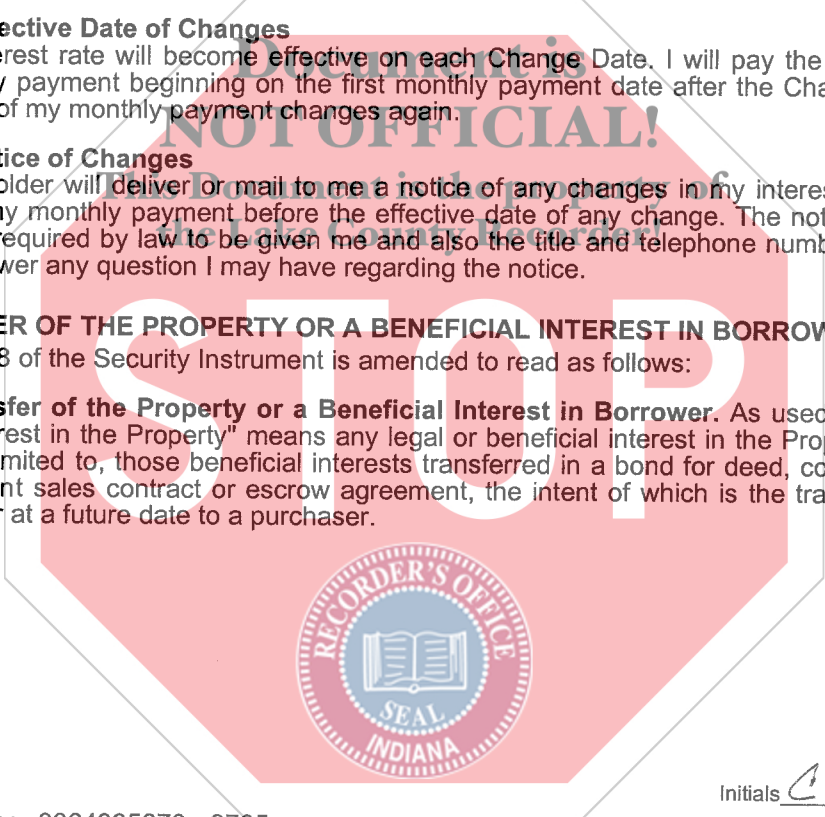 ective Date of Changes
erest rate will become effective on each Change Date. I will pay the
y payment beginning on the first monthly payment date after the Cha
of my monthly payment changes again.
Document is
NOT OFFICIAL!
This Document is the property of
the Lake County Recorder!
tice of Changes
older will deliver or mail to me a notice of any changes in my interes
ny monthly payment before the effective date of any change. The not
equired by law to be given me and also the title and telephone numb
wer any question I may have regarding the notice.
ER OF THE PROPERTY OR A BENEFICIAL INTEREST IN BORROW
8 of the Security Instrument is amended to read as follows:
sfer of the Property or a Beneficial Interest in Borrower. As used
rest in the Property" means any legal or beneficial interest in the Prop
mited to, those beneficial interests transferred in a bond for deed, co
nt sales contract or escrow agreement, the intent of which is the tra
r at a future date to a purchaser.
STOP
RECORDER'S OFFICE
SEAL
INDIANA
Initials